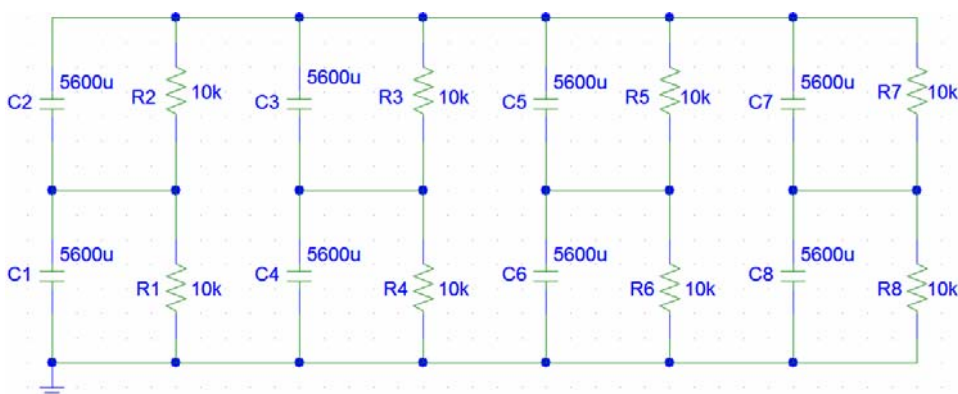 5600u 5600u 5600u 5600u
C2 R2 10k C3 R3 10k C5 R5 10k C7 R7 10k
5600u 5600u 5600u 5600u
C1 R1 10k C4 R4 10k C6 R6 10k C8 R8 10k